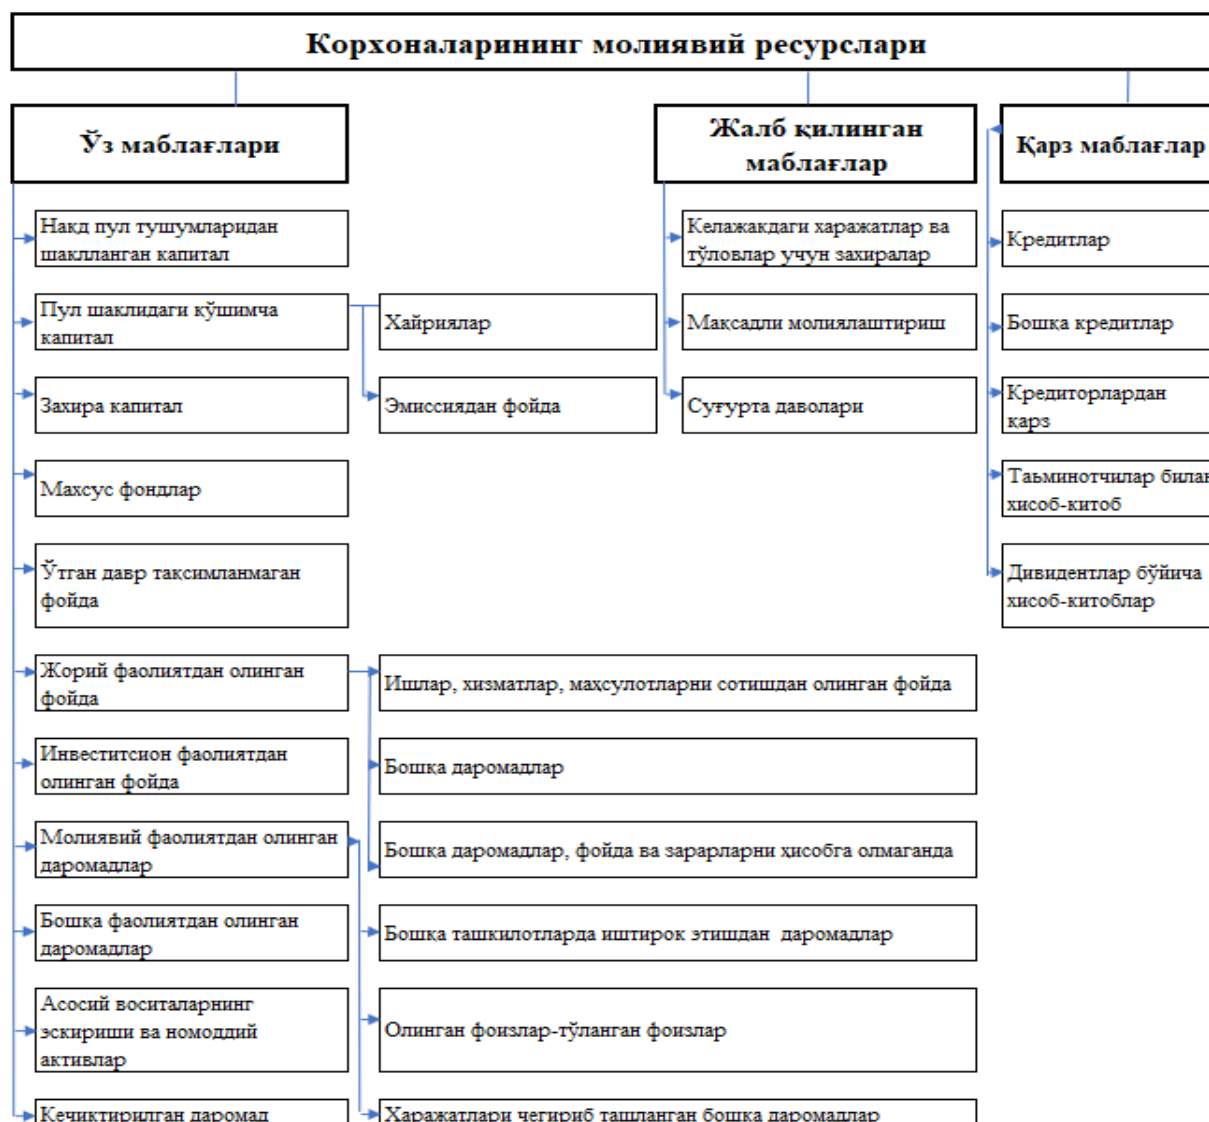 Корхоналарининг молиявий ресурслари
Ўз маблағлари
Жалб қилинган
маблағлар
Қарз маблағлар
Накд пул тушумларидан
шаклланган капитал
Келажакдаги харажатлар ва
тўловлар учун захиралар
Кредитлар
Пул шаклидаги қўшимча
капитал
Хайриялар
Мақсадли молиялаштириш
Бошқа кредитлар
Захира капитал
Эмиссиядан фойда
Суғурта даволари
Кредиторлардан
қарз
Махсус фондлар
Таьминотчилар билан
хисоб-китоб
Ўтган давр тақсимланмаган
фойда
Дивидентлар бўйича
хисоб-китоблар
Жорий фаолиятдан олинган
фойда
Ишлар, хизматлар, маҳсулотларни сотишдан олинган фойда
Инвеститсион фаолиятдан
олинган фойда
Бошқа даромадлар
Молиявий фаолиятдан олинган
даромадлар
Бошқа даромадлар, фойда ва зарарларни ҳисобга олмаганда
Бошқа фаолиятдан олинган
даромадлар
Бошқа ташкилотларда иштирок этишдан даромадлар
Асосий воситаларнинг
эскириши ва номоддий
активлар
Олинган фоизлар-тўланган фоизлар
Кечиктирилган даромад
Харажатлари чегириб ташланган бошқа даромадлар